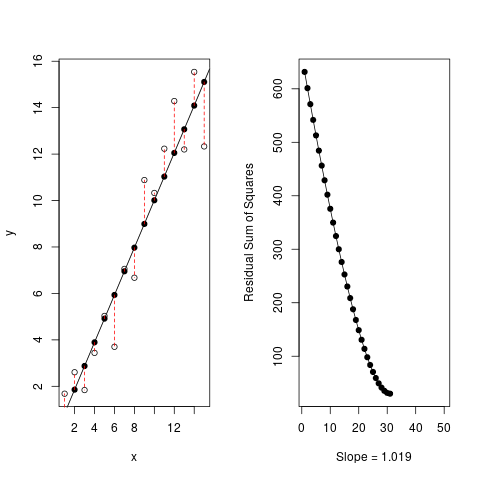 y
2 4 6 8 10 12 14 16
2 4 6 8 12
x
Residual Sum of Squares
100 200 300 400 500 600
0 10 20 30 40 50
Slope = 1.019